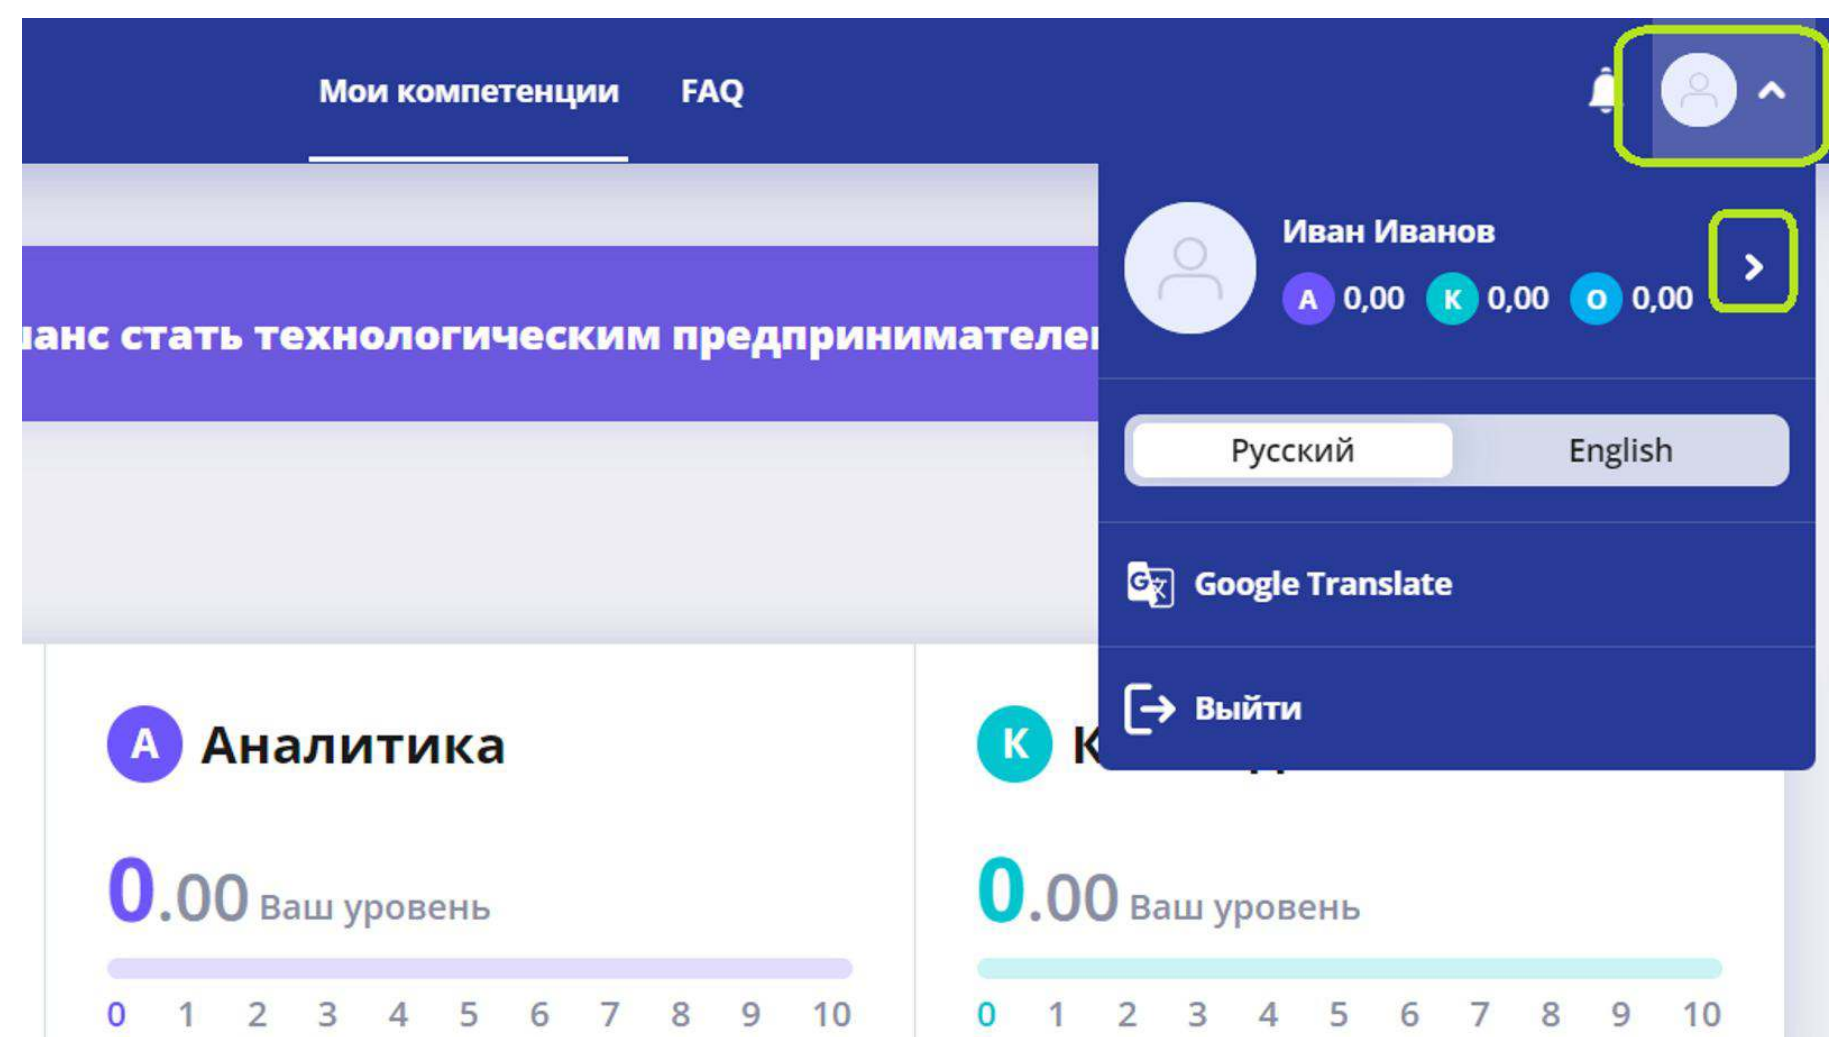 Мои компетенции FAQ
Иван Иванов
А 0,00 К 0,00 О 0,00
стать технологическим
Русский English
Google Translate
Выйти
А Аналитика
К
0.00 Ваш уровень
0 1 2 3 4 5 6 7 8 9 10
0.00 Ваш уровень
0 1 2 3 4 5 6 7 8 9 10